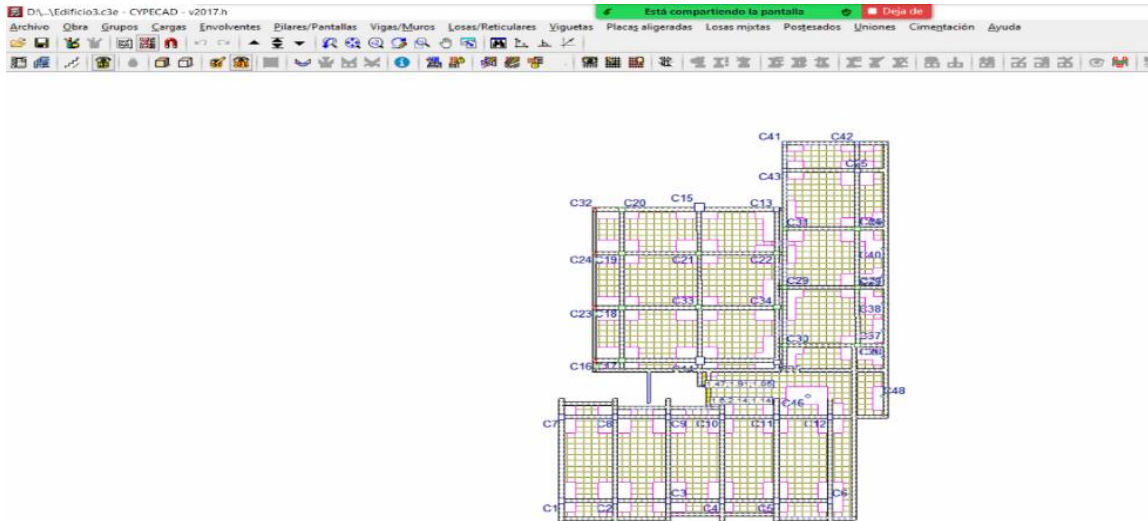 D:\...\Edificio3.c3e - CYPECAD - v2017.h
Está compartiendo la pantalla
Deja de
Archivo Obra Grupos Cargas Envolventes Pilares/Pantallas Vigas/Muros Losas/Reticulares Viguetas Placas aligeradas Losas mixtas Postesados Uniones Cimentación Ayuda
C41 C42
C43
C15
C32 C20 C13
C31
C40
C24 C19 C21 C22
C29
C33 C34
C38
C23 C18
C37
C16
C48
C46
C7 C8 C9 C10 C11 C12
C3 C6
C1 C2 C4 C5